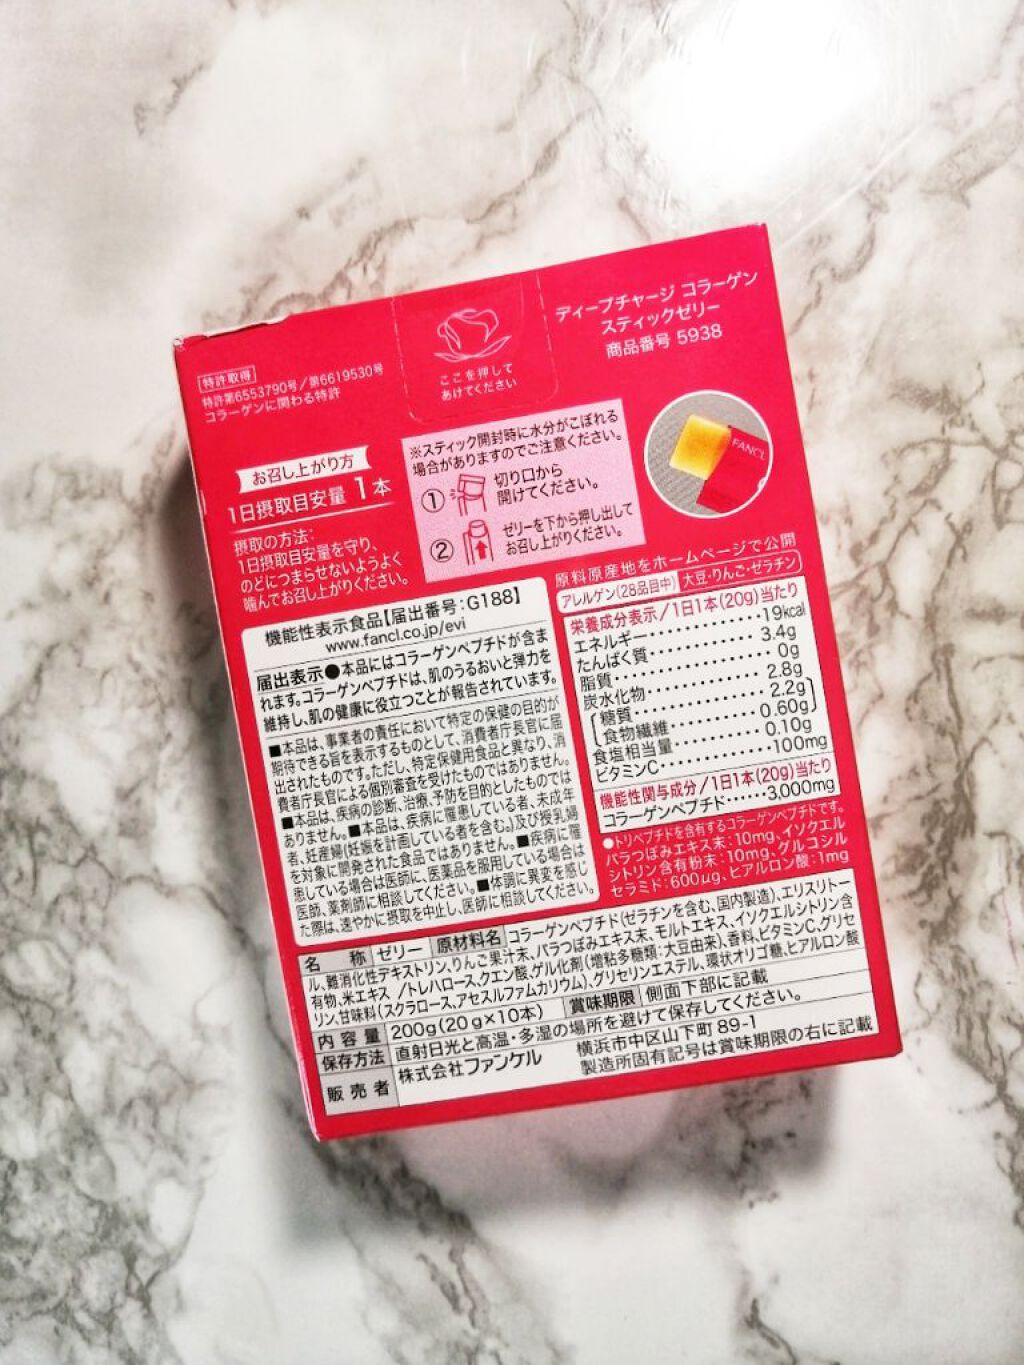 ディープチャージ コラーゲン
スティックゼリー
商品番号 5938
特許取得
特許第6553790号/第6619530号
コラーゲンに関わる特許
ここを押して
あけてください
お召し上がり方
1日摂取目安量 1本
摂取の方法:
1日摂取目安量を守り、
のどにつまらせないようよく
噛んでお召し上がりください。
※スティック開封時に水分がこぼれる
場合がありますのでご注意ください。
① 切り口から
開けてください。
② ゼリーを下から押し出して
お召し上がりください。
FANCL
原料原産地をホームページで公開
アレルゲン(28品目中) 大豆・りんご・ゼラチン
栄養成分表示/1日1本(20g)当たり
エネルギー・・・・・・・・・・・・19kcal
たんぱく質・・・・・・・・・・・・3.4g
脂質・・・・・・・・・・・・0g
炭水化物・・・・・・・・・・・・2.8g
糖質・・・・・・・・・・・・2.2g
食物繊維・・・・・・・・・・0.60g
食塩相当量・・・・・・・・・・0.10g
ビタミンC・・・・・・・・・・・・100mg
機能性関与成分/1日1本(20g)当たり
コラーゲンペプチド・・・・・・3,000mg
●トリペプチドを含有するコラーゲンペプチドです。
バラつぼみエキス末:10mg、イソクエル
シトリン含有粉末:10mg、グルコシル
セラミド:600μg、ヒアルロン酸:1mg
機能性表示食品【届出番号:G188】
www.fancl.co.jp/evi
届出表示●本品にはコラーゲンペプチドが含ま
れます。コラーゲンペプチドは、肌のうるおいと弾力を
維持し、肌の健康に役立つことが報告されています。
■本品は、事業者の責任において特定の保健の目的が
期待できる旨を表示するものとして、消費者庁長官に届
出されたものです。ただし、特定保健用食品と異なり、消
費者庁長官による個別審査を受けたものではありません。
■本品は、疾病の診断、治療、予防を目的としたものでは
ありません。■本品は、疾病に罹患している者、未成年
者、妊産婦(妊娠を計画している者を含む。)及び授乳婦
を対象に開発された食品ではありません。■疾病に罹
患している場合は医師に、医薬品を服用している場合は
医師、薬剤師に相談してください。■体調に異変を感じ
た際は、速やかに摂取を中止し、医師に相談してください。
名 称 ゼリー 原材料名 コラーゲンペプチド(ゼラチンを含む、国内製造)、エリスリトー
ル、難消化性デキストリン、りんご果汁末、バラつぼみエキス末、モルトエキス、イソクエルシトリン含
有物、米エキス/トレハロース、クエン酸、ゲル化剤(増粘多糖類:大豆由来)、香料、ビタミンC、グリセ
リン、甘味料(スクラロース、アセスルファムカリウム)、グリセリンエステル、環状オリゴ糖、ヒアルロン酸
内容量 200g(20g×10本) 賞味期限 側面下部に記載
保存方法 直射日光と高温・多湿の場所を避けて保存してください。
販売者 株式会社ファンケル 横浜市中区山下町89-1
製造所固有記号は賞味期限の右に記載